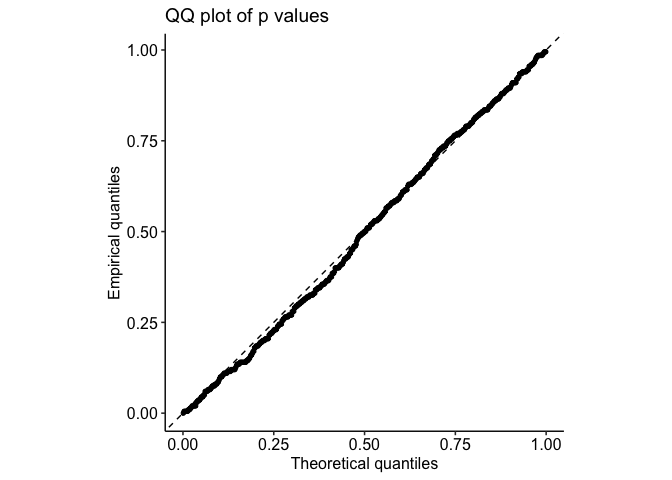 QQ plot of p values
1.00
0.75
0.50
0.25
0.00
Empirical quantiles
0.00 0.25 0.50 0.75 1.00
Theoretical quantiles